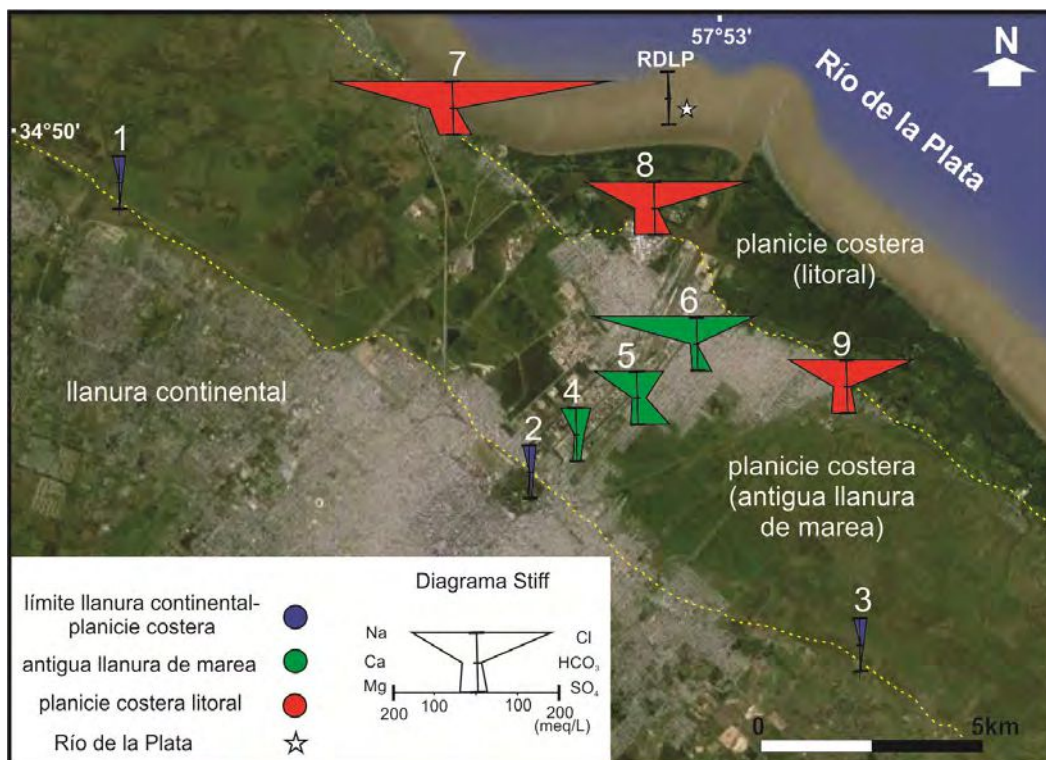 57°53'
N
RDLP
Río de la Plata
34°50'
7
1
8
planicie costera
(litoral)
6
5
9
4
llanura continental
2
planicie costera
(antigua llanura
de marea)
3
límite llanura continental-
planicie costera
antigua llanura de marea
planicie costera litoral
Río de la Plata
Diagrama Stiff
Na Cl
Ca HCO₃
Mg SO₄
200 100 100 200
(meq/L)
0 5km